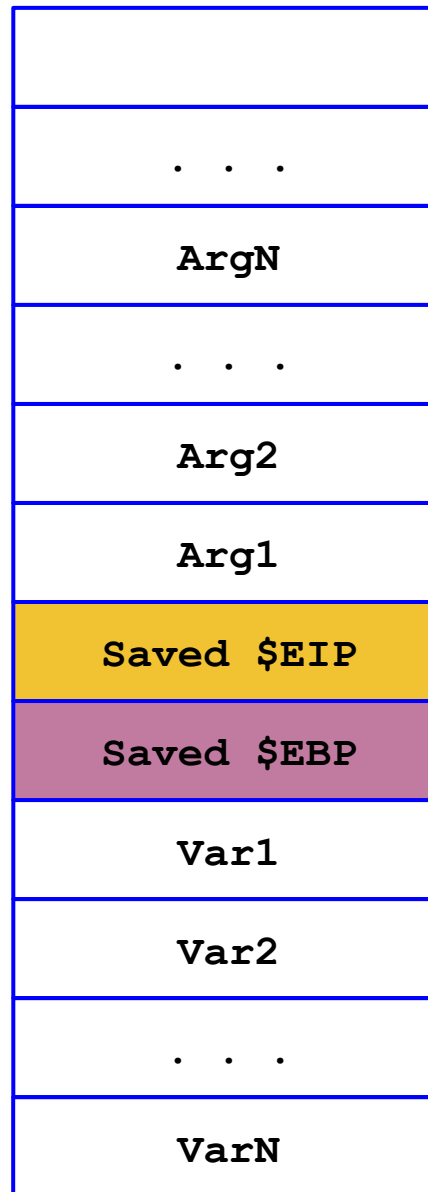 . . .
ArgN
. . .
Arg2
Arg1
Saved $EIP
Saved $EBP
Var1
Var2
. . .
VarN